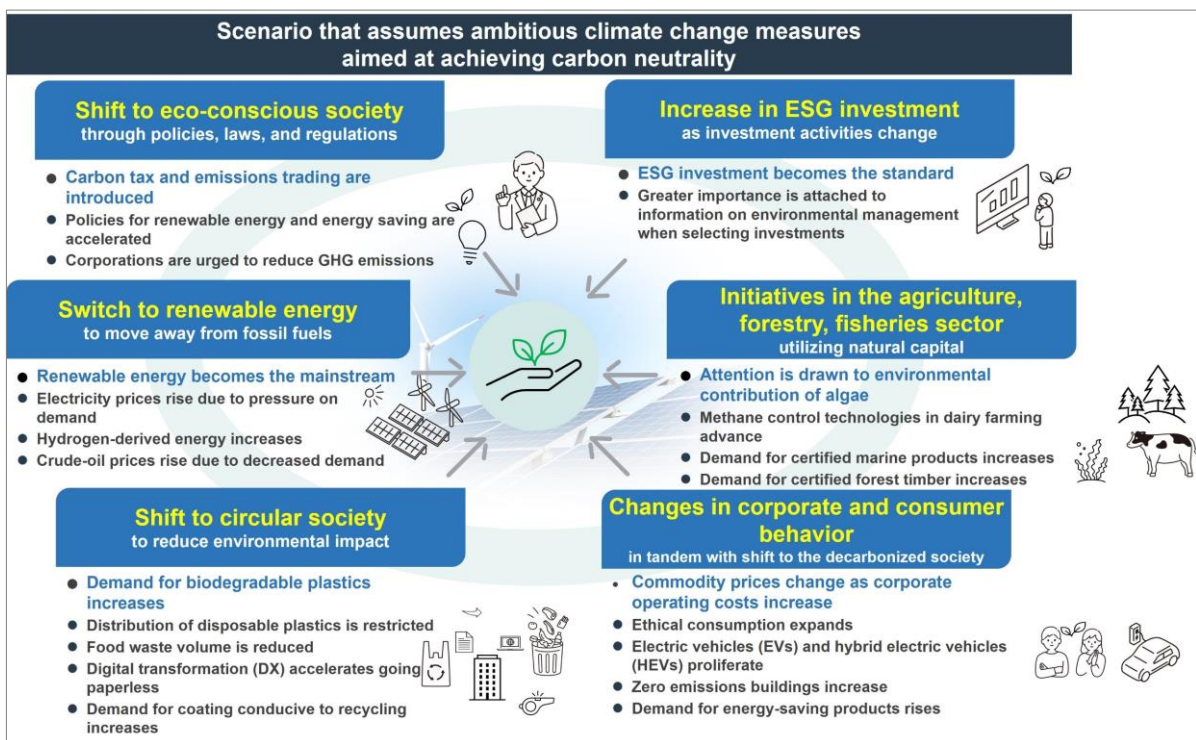 Scenario that assumes ambitious climate change measures
aimed at achieving carbon neutrality
Shift to eco-conscious society
through policies, laws, and regulations
● Carbon tax and emissions trading are
introduced
● Policies for renewable energy and energy saving are
accelerated
● Corporations are urged to reduce GHG emissions
Increase in ESG investment
as investment activities change
● ESG investment becomes the standard
● Greater importance is attached to
information on environmental management
when selecting investments
Switch to renewable energy
to move away from fossil fuels
● Renewable energy becomes the mainstream
● Electricity prices rise due to pressure on
demand
● Hydrogen-derived energy increases
● Crude-oil prices rise due to decreased demand
Initiatives in the agriculture,
forestry, fisheries sector
utilizing natural capital
● Attention is drawn to environmental
contribution of algae
● Methane control technologies in dairy farming
advance
● Demand for certified marine products increases
● Demand for certified forest timber increases
Shift to circular society
to reduce environmental impact
● Demand for biodegradable plastics
increases
● Distribution of disposable plastics is restricted
● Food waste volume is reduced
● Digital transformation (DX) accelerates going
paperless
● Demand for coating conducive to recycling
increases
Changes in corporate and consumer
behavior
in tandem with shift to the decarbonized society
• Commodity prices change as corporate
operating costs increase
● Ethical consumption expands
● Electric vehicles (EVs) and hybrid electric vehicles
(HEVs) proliferate
● Zero emissions buildings increase
● Demand for energy-saving products rises